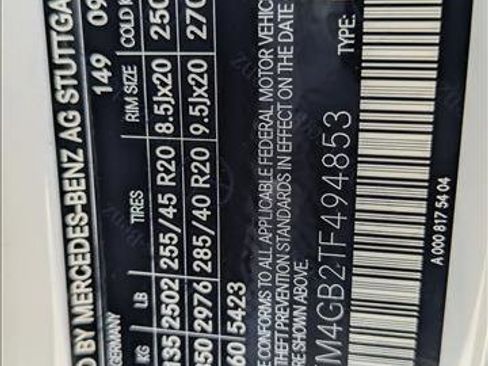 D BY MERCEDES-BENZ AG STUTTGA
GERMANY 149 09
KG LB TIRES RIM SIZE COLD K
135 2502 255/45 R20 8.5Jx20 250
350 2976 285/40 R20 9.5Jx20 270
60 5423
E CONFORMS TO ALL APPLICABLE FEDERAL MOTOR VEHIC
THEFT PREVENTION STANDARDS IN EFFECT ON THE DATE
RE SHOWN ABOVE.
M4GB2TF494853 TYPE:
A 000 817 54 04